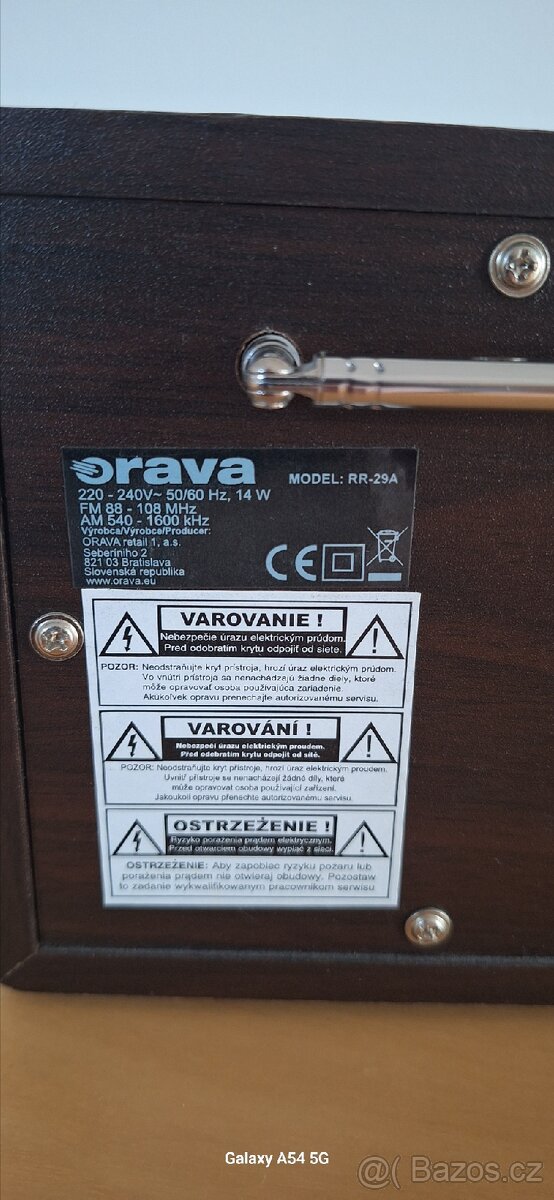 orava
MODEL: RR-29A
220 - 240V~ 50/60 Hz, 14 W
FM 88 - 108 MHz
AM 540 - 1600 kHz
Výrobca/Výrobce/Producer:
ORAVA retail 1, a.s.
Seberíniho 2
821 03 Bratislava
Slovenská republika
www.orava.eu
CE
VAROVANIE !
Nebezpečie úrazu elektrickým prúdom.
Pred odobratím krytu odpojiť od siete.
POZOR: Neodstraňujte kryt prístroja, hrozí úraz elektrickým prúdom.
Vo vnútri prístroja sa nenachádzajú žiadne diely, ktoré
môže opravovať osoba používajúca zariadenie.
Akúkoľvek opravu prenechajte autorizovanému servisu.
VAROVÁNÍ !
Nebezpečí úrazu elektrickým proudem.
Před odebratím krytu odpojit od sítě.
POZOR: Neodstraňujte kryt přístroje, hrozí úraz elektrickým proudem.
Uvnitř přístroje se nenacházejí žádné díly, které
může opravovat osoba používající zařízení.
Jakoukoli opravu přenechte autorizovanému servisu.
OSTRZEŻENIE !
Ryzyko porażenia prądem elektrycznym.
Przed otwarciem obudowy wypiąć z sieci.
OSTRZEŻENIE: Aby zapobiec ryzyku pożaru lub
porażenia prądem nie otwieraj obudowy. Pozostaw
to zadanie wykwalifikowanym pracownikom serwisu
Galaxy A54 5G
@ Bazos.cz